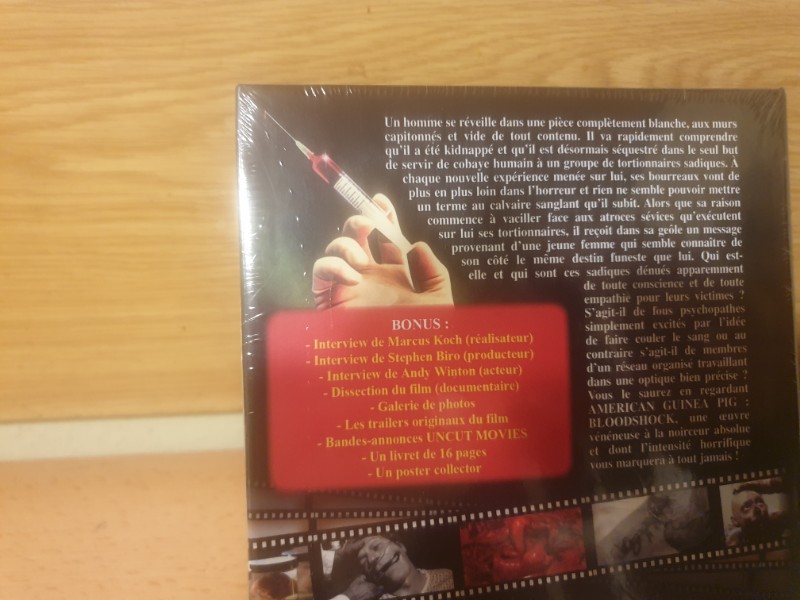 Un homme se réveille dans une pièce complètement blanche, aux murs
capitonnés et vide de tout contenu. Il va rapidement comprendre
qu'il a été kidnappé et qu'il est désormais séquestré dans le seul but
de servir de cobaye humain à un groupe de tortionnaires sadiques. À
chaque nouvelle expérience menée sur lui, ses bourreaux vont de
plus en plus loin dans l'horreur et rien ne semble pouvoir mettre
un terme au calvaire sanglant qu'il subit. Alors que sa raison
commence à vaciller face aux atroces sévices qu'exécutent
sur lui ses tortionnaires, il reçoit dans sa geôle un message
provenant d'une jeune femme qui semble connaître de
son côté le même destin funeste que lui. Qui est-
elle et qui sont ces sadiques dénués apparemment
de toute conscience et de toute
empathie pour leurs victimes ?
S'agit-il de fous psychopathes
simplement excités par l'idée
de faire couler le sang ou au
contraire s'agit-il de membres
d'un réseau organisé travaillant
dans une optique bien précise ?
Vous le saurez en regardant
AMERICAN GUINEA PIG :
BLOODSHOCK, une œuvre
venéneuse à la noirceur absolue
et dont l'intensité horrifique
vous marquera à tout jamais !
BONUS :
- Interview de Marcus Koch (réalisateur)
- Interview de Stephen Biro (producteur)
- Interview de Andy Winton (acteur)
- Dissection du film (documentaire)
- Galerie de photos
- Les trailers originaux du film
- Bandes-annonces UNCUT MOVIES
- Un livret de 16 pages
- Un poster collector